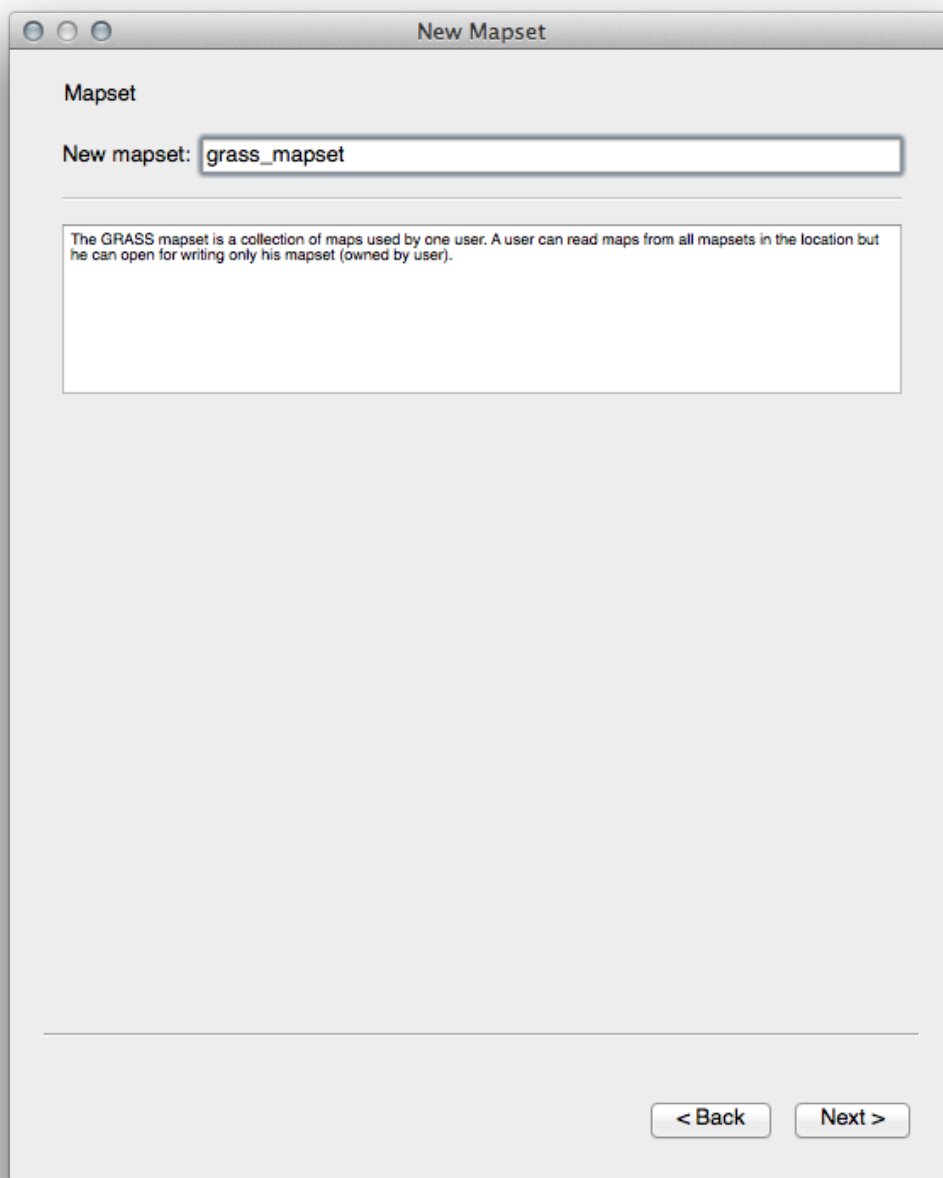 New Mapset
Mapset
New mapset: grass_mapset
The GRASS mapset is a collection of maps used by one user. A user can read maps from all mapsets in the location but
he can open for writing only his mapset (owned by user).
< Back Next >